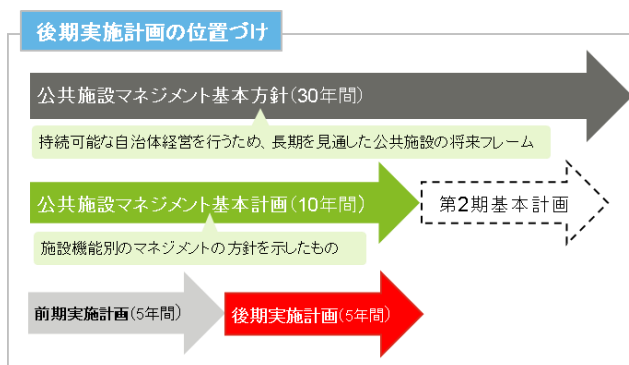 後期実施計画の位置づけ
公共施設マネジメント基本方針(30年間)
持続可能な自治体経営を行うため、長期を見通した公共施設の将来フレーム
公共施設マネジメント基本計画(10年間)
第2期基本計画
施設機能別のマネジメントの方針を示したもの
前期実施計画(5年間)
後期実施計画(5年間)